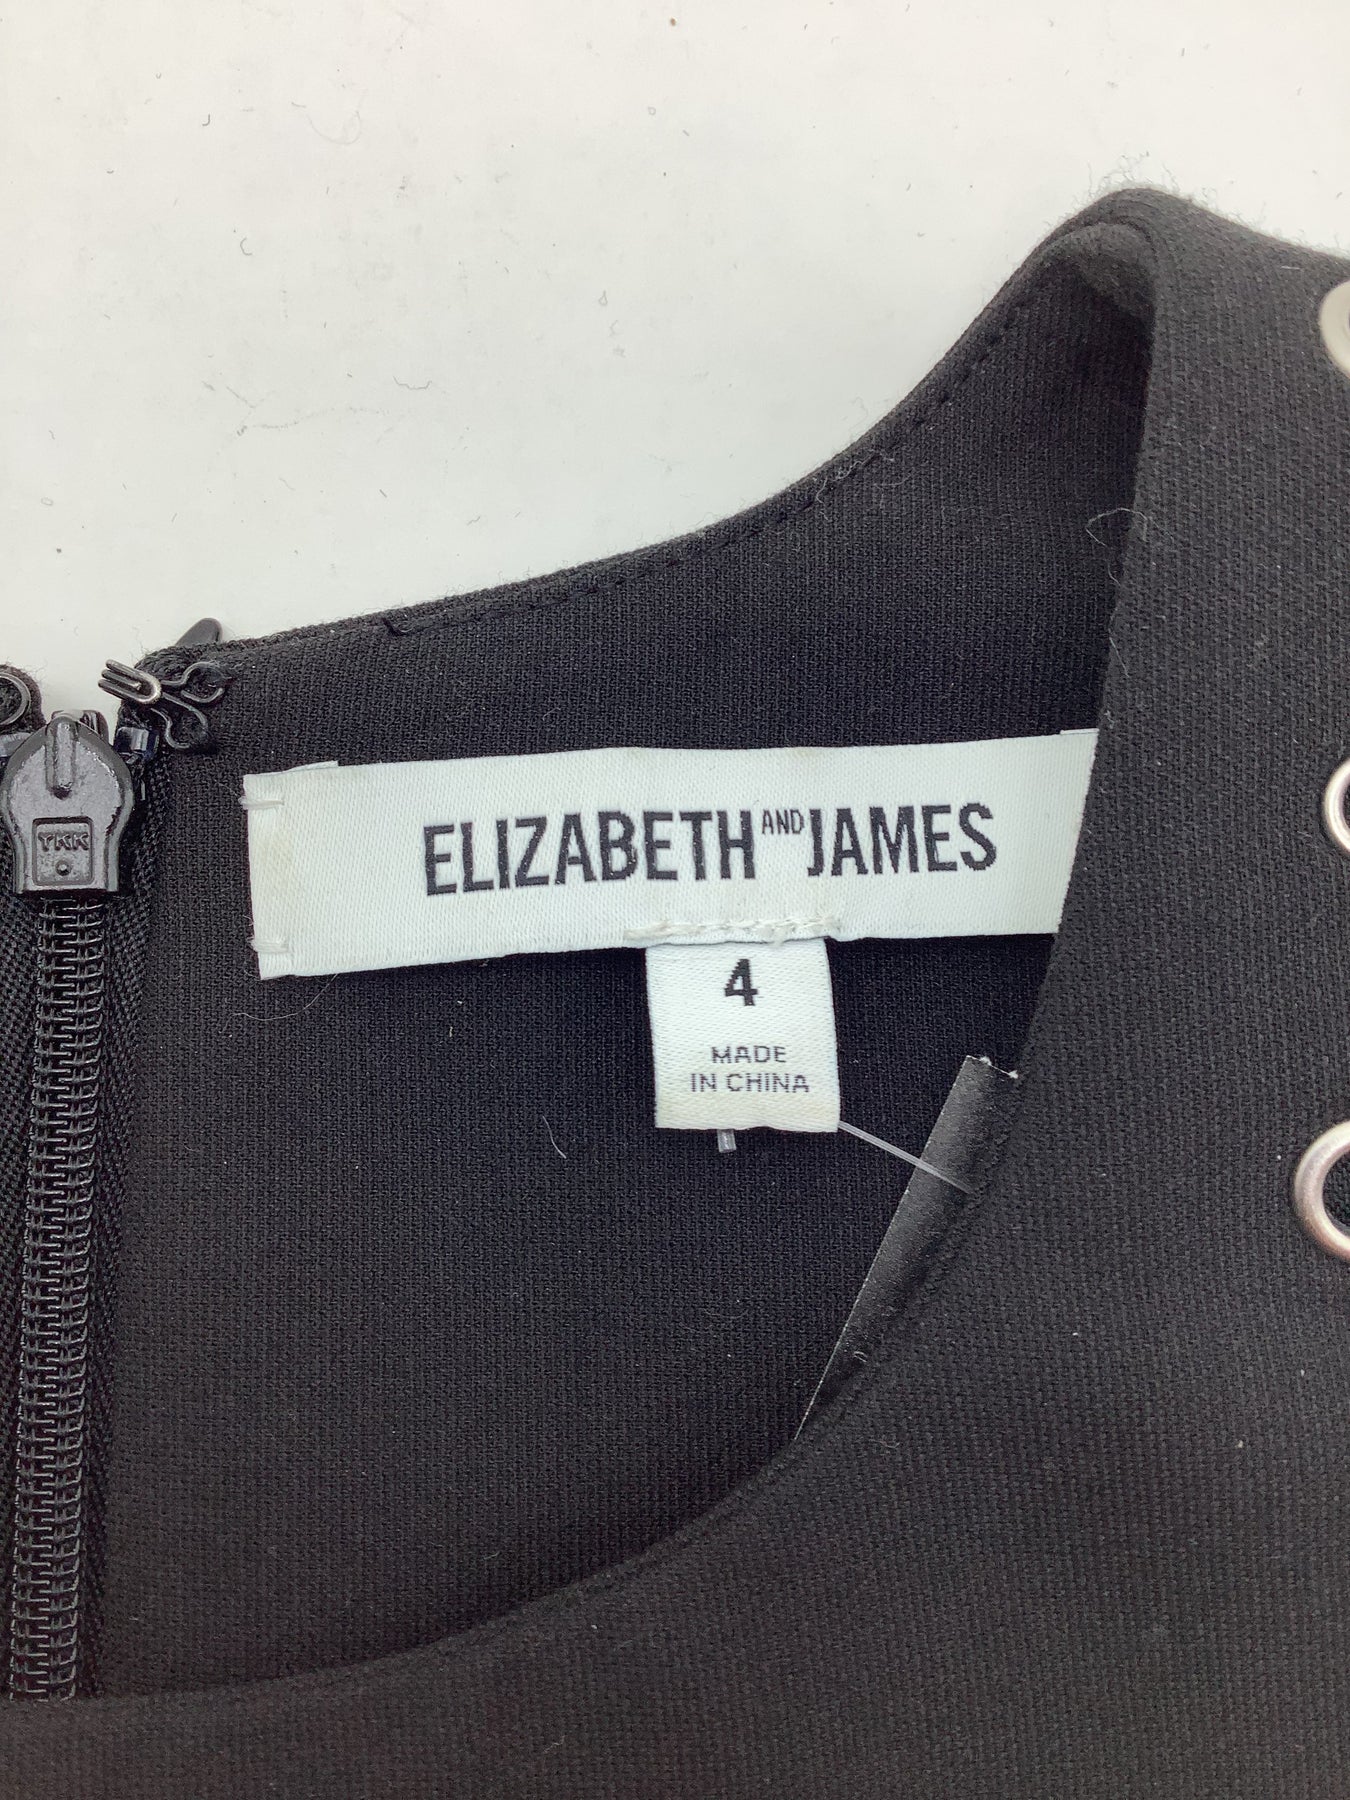 ELIZABETH AND JAMES
4
MADE
IN CHINA
YKK